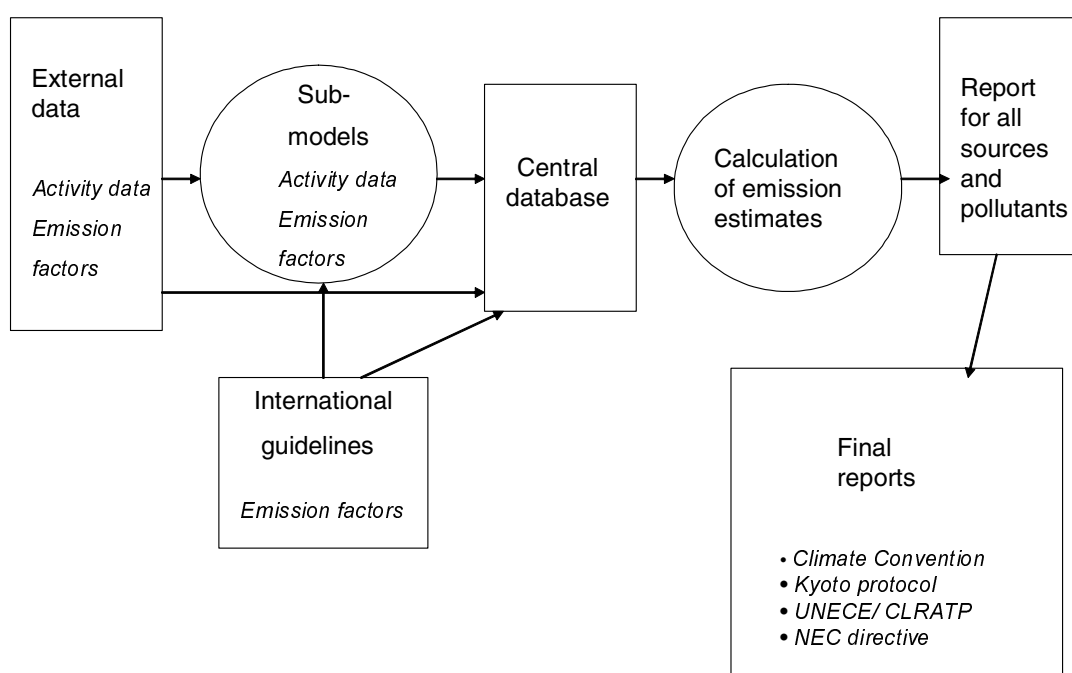 External
data
Activity data
Emission
factors
Sub-
models
Activity data
Emission
factors
International
guidelines
Emission factors
Central
database
Calculation
of emission
estimates
Report
for all
sources
and
pollutants
Final
reports
• Climate Convention
• Kyoto protocol
• UNECE/ CLRATP
• NEC directive